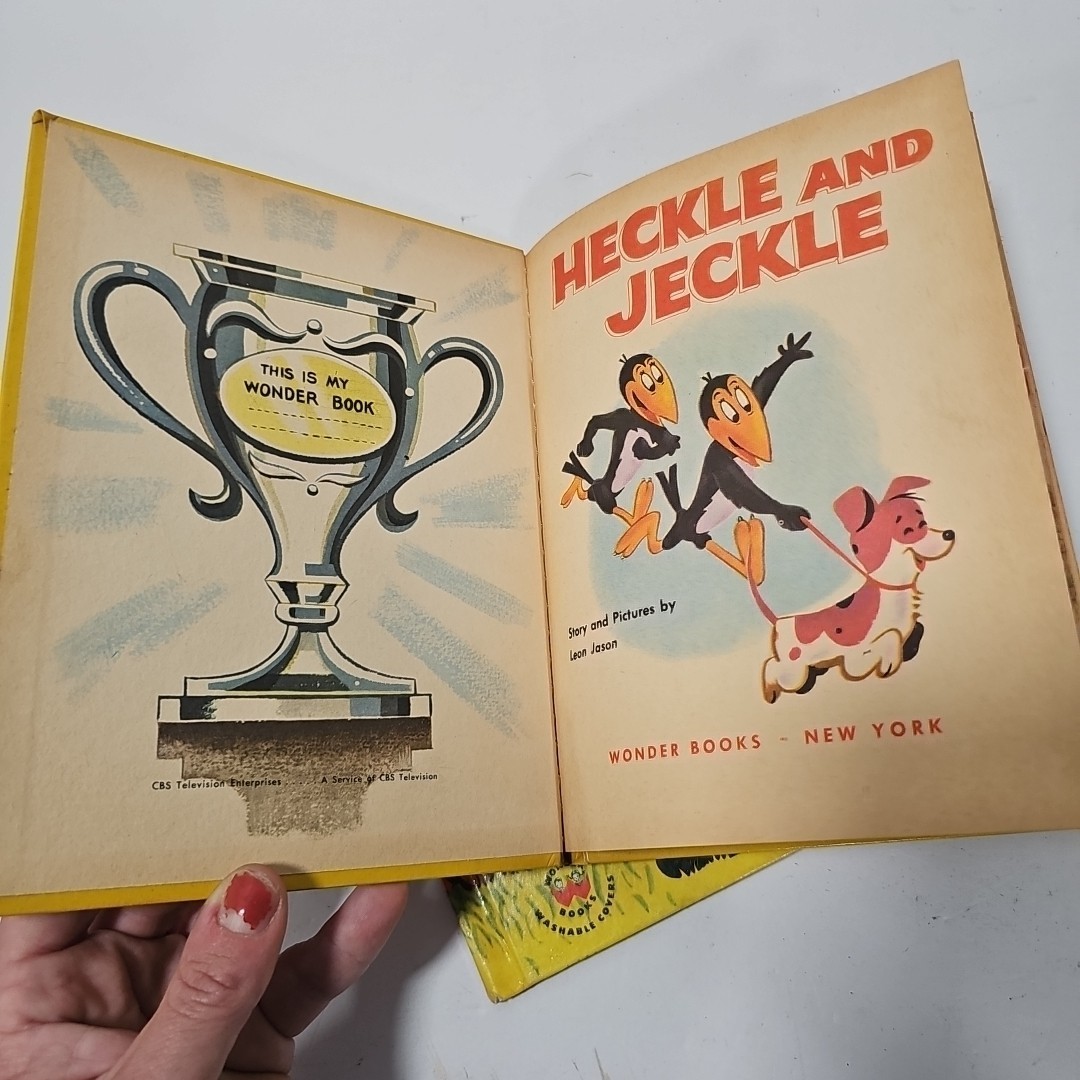 THIS IS MY
WONDER BOOK
CBS Television Enterprises
A Service of CBS Television
HECKLE AND
JECKLE
Story and Pictures by
Leon Jason
WONDER BOOKS - NEW YORK
BOOKS
WASHABLE COVERS